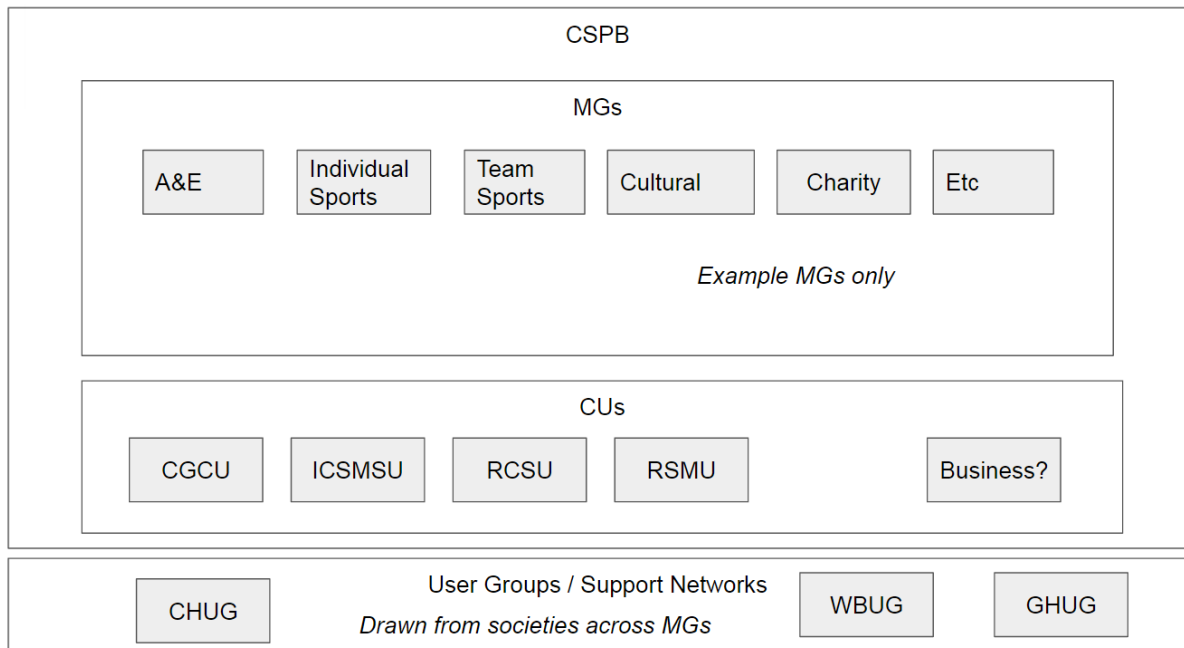 CSPB
MGs
A&E
Individual
Sports
Team
Sports
Cultural
Charity
Etc
Example MGs only
CUs
CGCU
ICSMSU
RCSU
RSMU
Business?
User Groups / Support Networks
CHUG
Drawn from societies across MGs
WBUG
GHUG